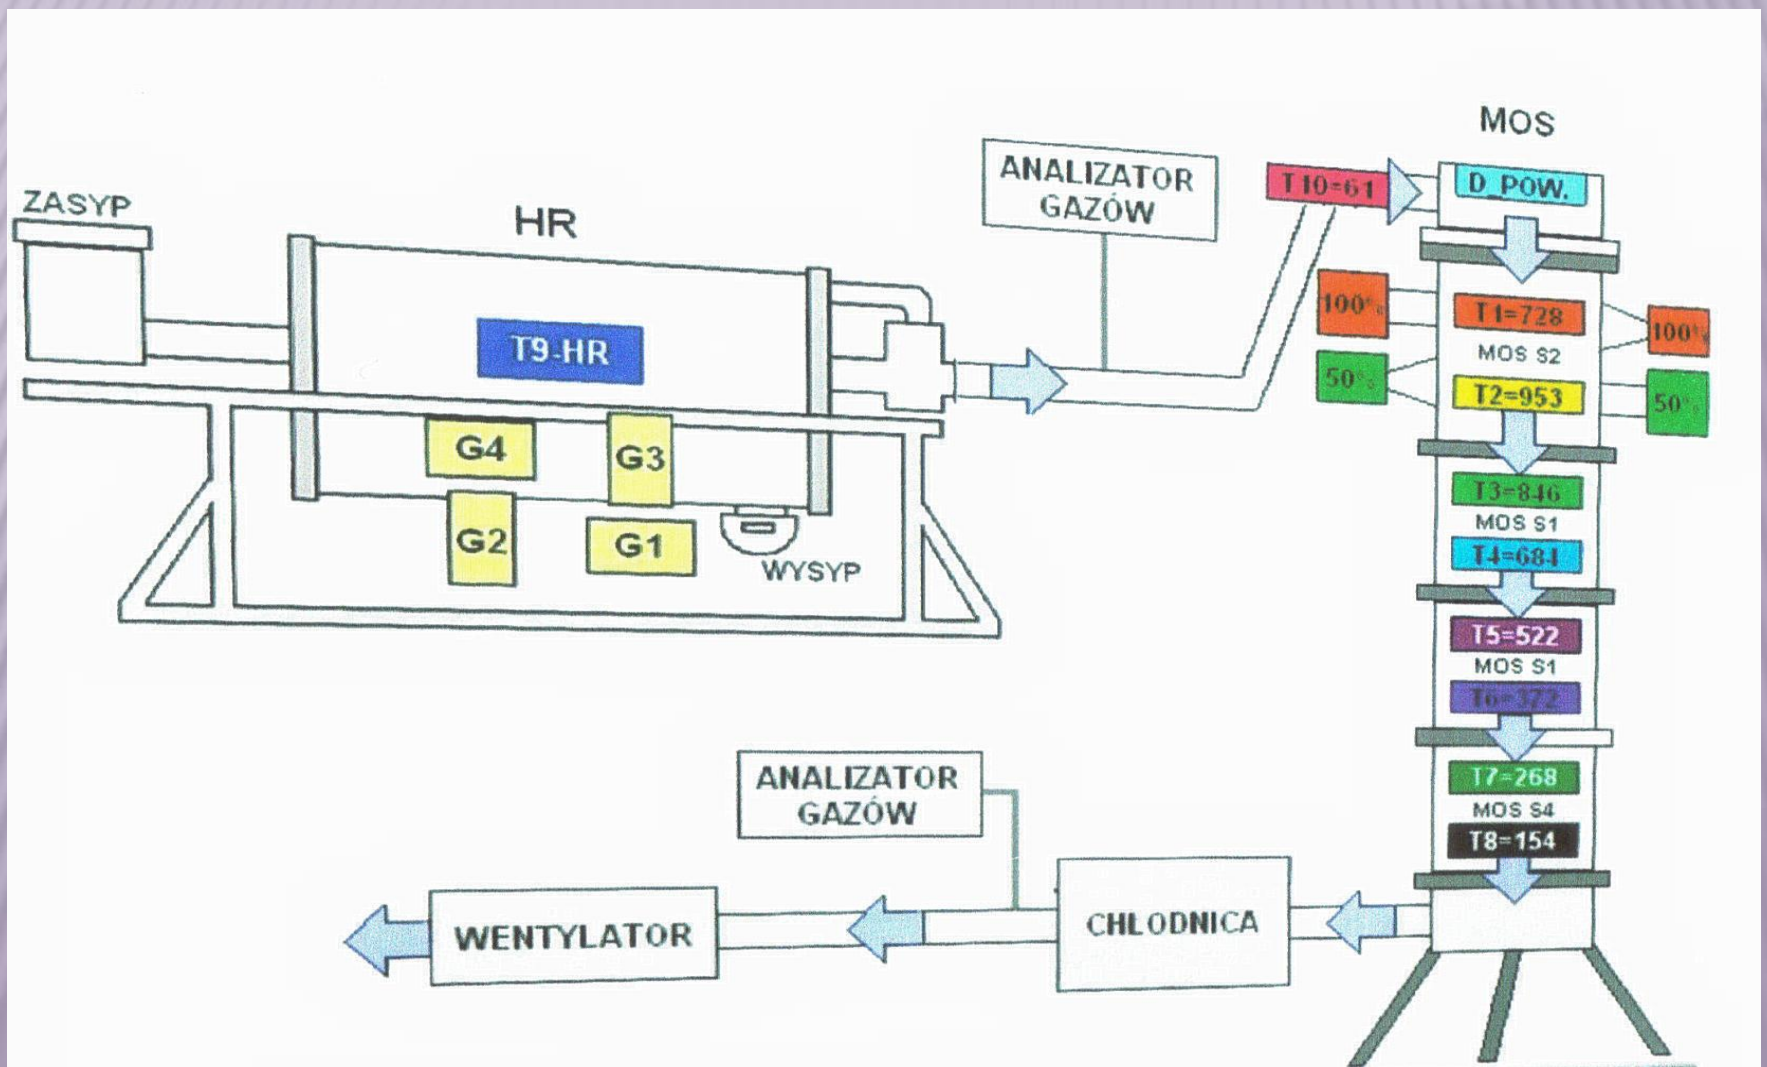 MOS
ANALIZATOR
GAZÓW
T10=61
D_POW.
ZASYP
HR
T9-HR
100%
T1=728
100%
MOS S2
50%
T2=953
50%
G4
G3
T3=846
MOS S1
G2
G1
T4=684
WYSYP
T5=522
MOS S1
T6=372
ANALIZATOR
GAZÓW
T7=268
MOS S4
T8=154
WENTYLATOR
CHŁODNICA